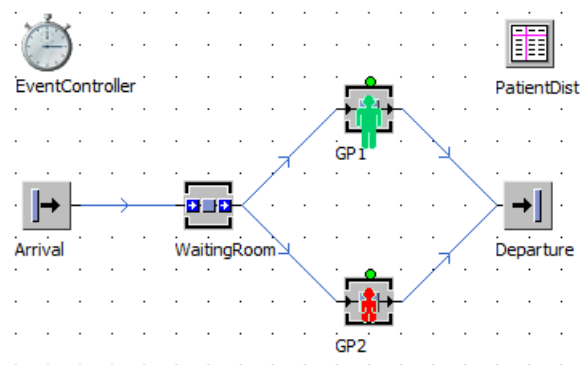 EventController
PatientDist
GP1
Arrival
WaitingRoom
Departure
GP2